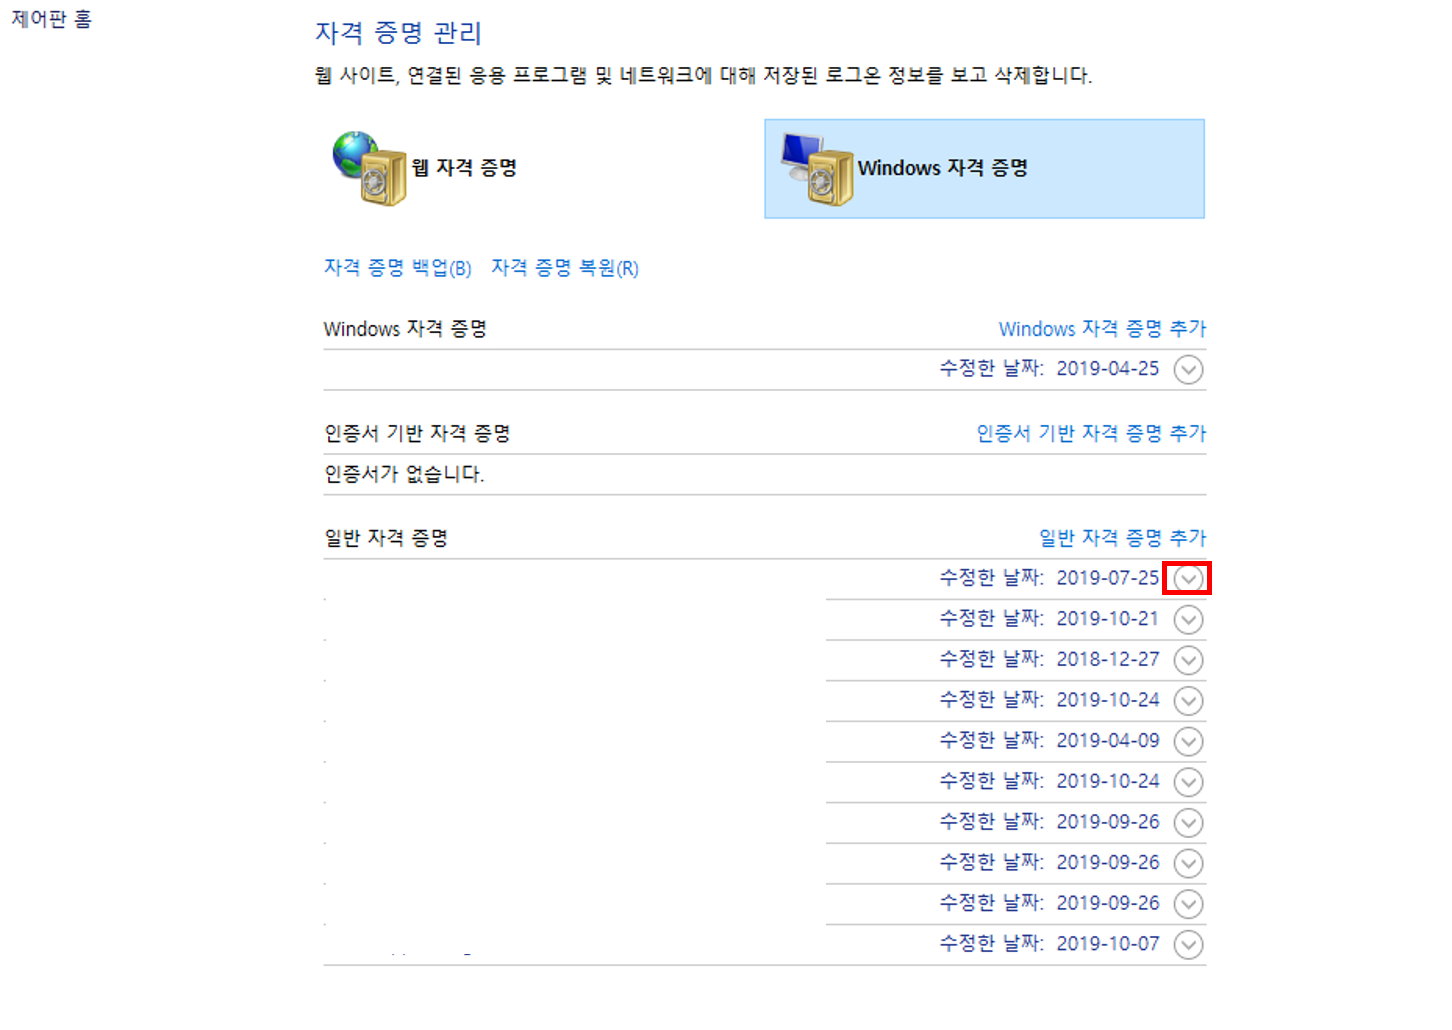 제어판 홈
자격 증명 관리
웹 사이트, 연결된 응용 프로그램 및 네트워크에 대해 저장된 로그온 정보를 보고 삭제합니다.
웹 자격 증명
Windows 자격 증명
자격 증명 백업(B) 자격 증명 복원(R)
Windows 자격 증명 Windows 자격 증명 추가
수정한 날짜: 2019-04-25
인증서 기반 자격 증명 인증서 기반 자격 증명 추가
인증서가 없습니다.
일반 자격 증명 일반 자격 증명 추가
수정한 날짜: 2019-07-25
수정한 날짜: 2019-10-21
수정한 날짜: 2018-12-27
수정한 날짜: 2019-10-24
수정한 날짜: 2019-04-09
수정한 날짜: 2019-10-24
수정한 날짜: 2019-09-26
수정한 날짜: 2019-09-26
수정한 날짜: 2019-09-26
수정한 날짜: 2019-10-07